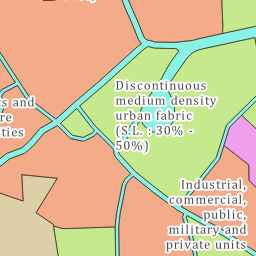 Discontinuous
medium density
urban fabric
(S.L. : 30% -
50%)
s and
re
ties
Industrial,
commercial,
public,
military and
private units